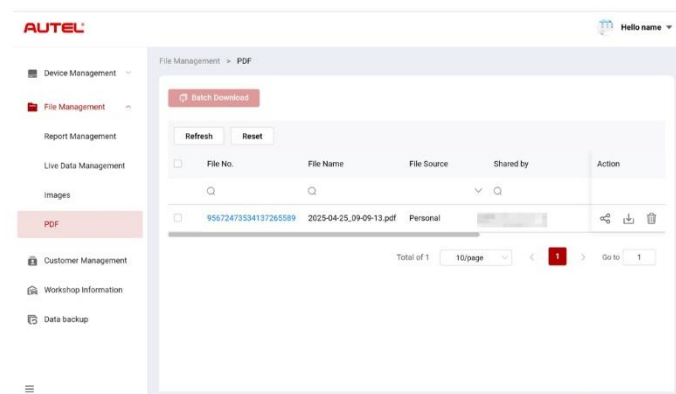 AUTEL
Hello name
Device Management
File Management
Report Management
Live Data Management
Images
PDF
Customer Management
Workshop Information
Data backup
File Management > PDF
Batch Download
Refresh Reset
File No. File Name File Source Shared by Action
95672473534137265589 2025-04-25_09-09-13.pdf Personal
Total of 1 10/page < 1 > Go to 1